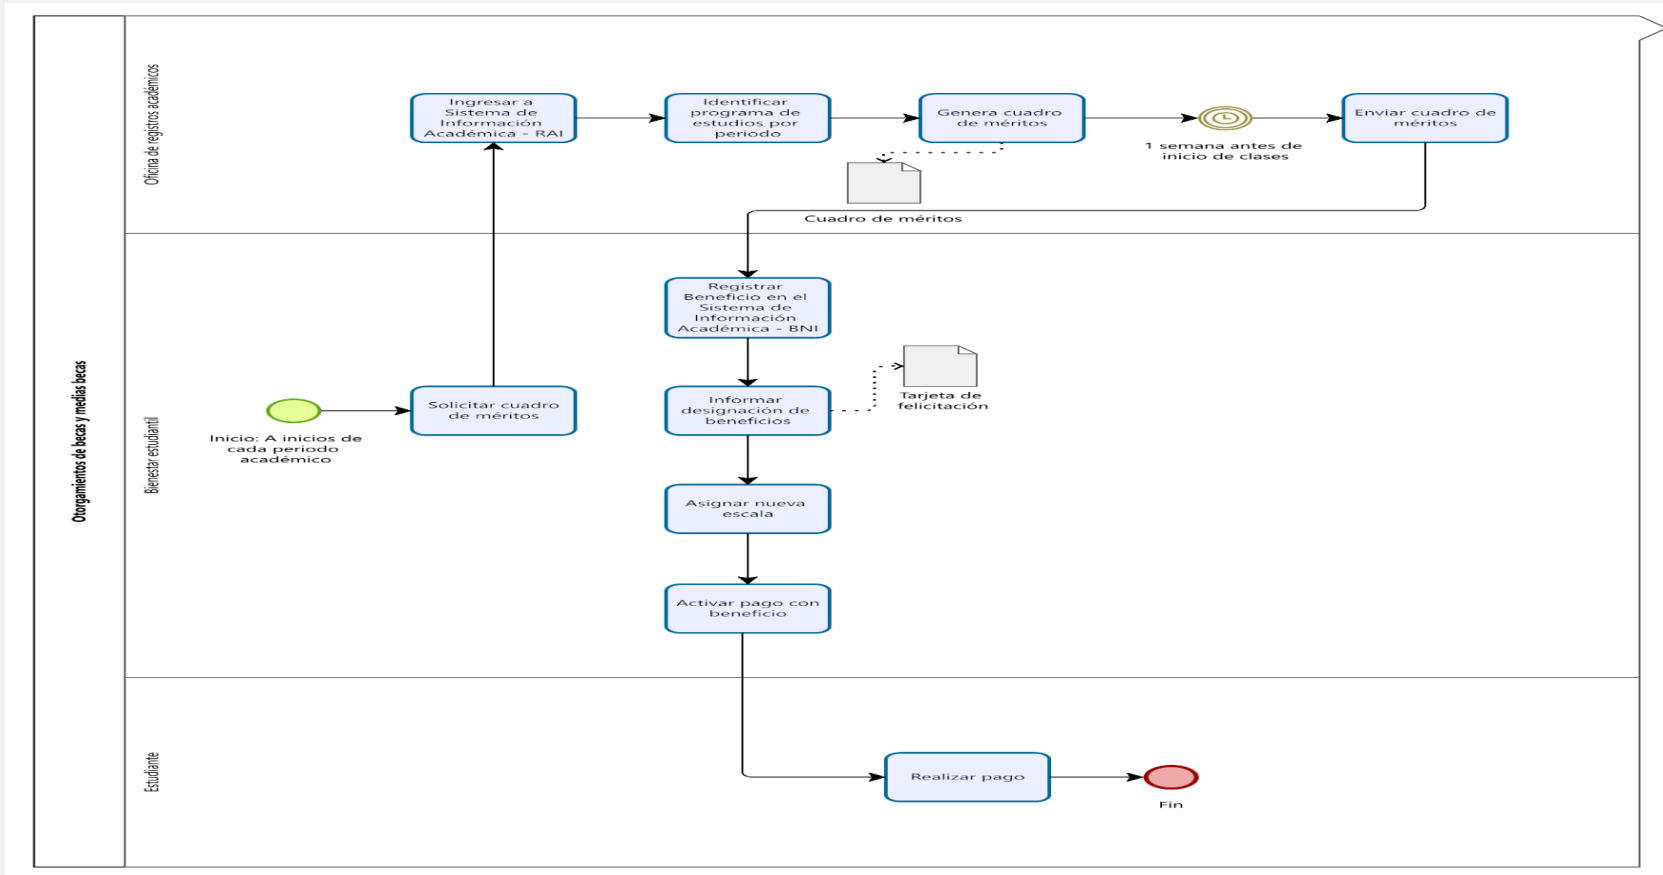 Otorgamientos de becas y medias becas
Oficina de registros académicos
Ingresar a
Sistema de
Información
Académica - RAI
Identificar
programa de
estudios por
periodo
Genera cuadro
de méritos
1 semana antes de
inicio de clases
Enviar cuadro de
méritos
Cuadro de méritos
Bienestar estudiantil
Inicio: A inicios de
cada periodo
académico
Solicitar cuadro
de méritos
Registrar
Beneficio en el
Sistema de
Información
Académica - BNI
Informar
designación de
beneficios
Tarjeta de
felicitación
Asignar nueva
escala
Activar pago con
beneficio
Estudiante
Realizar pago
Fin